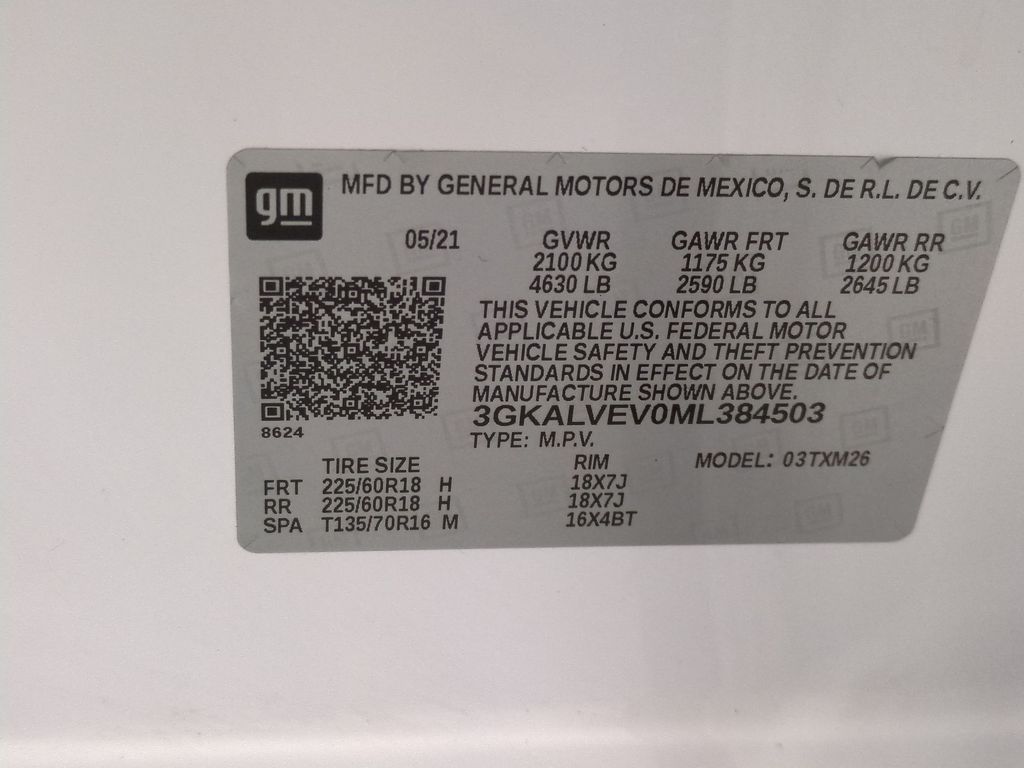 gm
MFD BY GENERAL MOTORS DE MEXICO, S. DE R.L. DE C.V.
05/21 GVWR GAWR FRT GAWR RR
2100 KG 1175 KG 1200 KG
4630 LB 2590 LB 2645 LB
THIS VEHICLE CONFORMS TO ALL
APPLICABLE U.S. FEDERAL MOTOR
VEHICLE SAFETY AND THEFT PREVENTION
STANDARDS IN EFFECT ON THE DATE OF
MANUFACTURE SHOWN ABOVE.
3GKALVEV0ML384503
8624
TYPE: M.P.V.
TIRE SIZE RIM MODEL: 03TXM26
FRT 225/60R18 H 18X7J
RR 225/60R18 H 18X7J
SPA T135/70R16 M 16X4BT